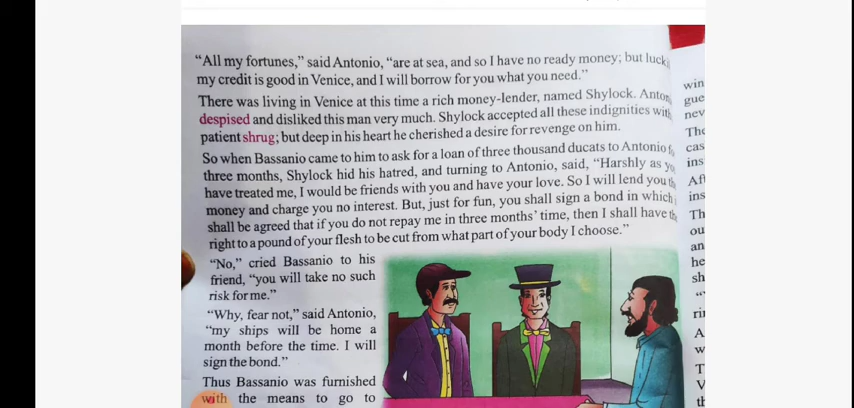 “All my fortunes,” said Antonio, “are at sea, and so I have no ready money; but
my credit is good in Venice, and I will borrow for you what you need.”
There was living in Venice at this time a rich money-lender, named Shylock.
despised and disliked this man very much. Shylock accepted all these indignities
patient shrug; but deep in his heart he cherished a desire for revenge on him.
So when Bassanio came to him to ask for a loan of three thousand ducats to Antonio
three months, Shylock hid his hatred, and turning to Antonio, said, “Harshly as
have treated me, I would be friends with you and have your love. So I will lend you
money and charge you no interest. But, just for fun, you shall sign a bond in which
shall be agreed that if you do not repay me in three months’ time, then I shall have
right to a pound of your flesh to be cut from what part of your body I choose.”
“No,” cried Bassanio to his
friend, “you will take no such
risk for me.”
“Why, fear not,” said Antonio,
“my ships will be home a
month before the time. I will
sign the bond.”
Thus Bassanio was furnished
with the means to go to